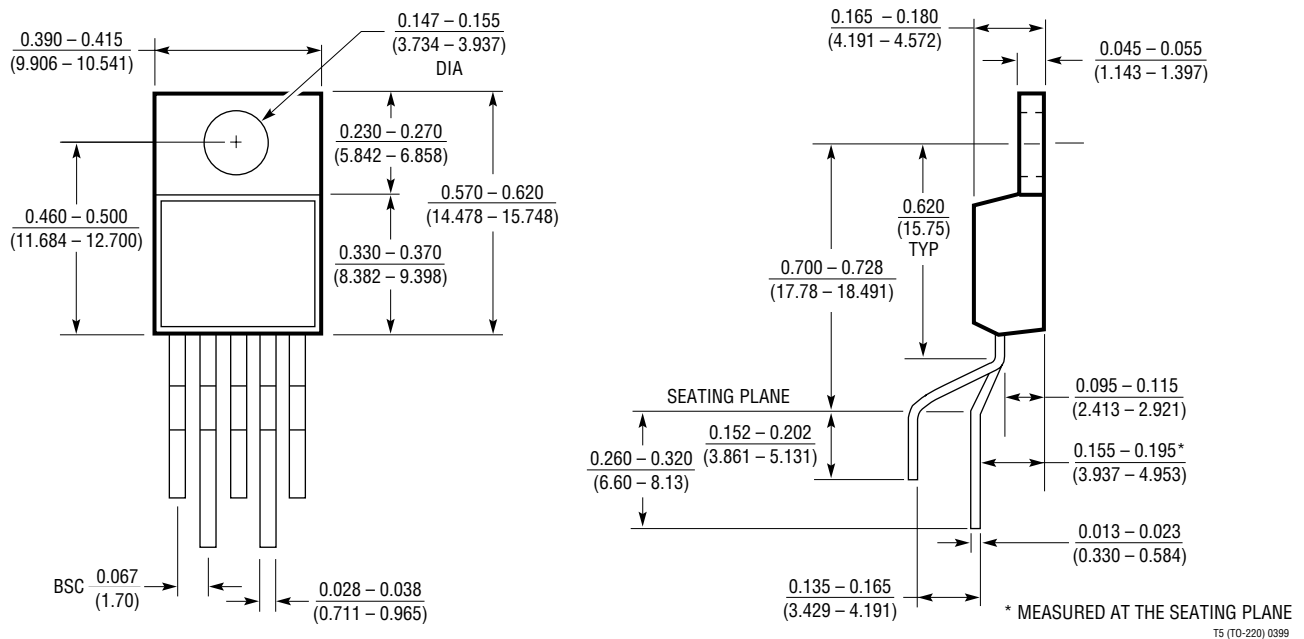 0.390 – 0.415
(9.906 – 10.541)
0.147 – 0.155
(3.734 – 3.937)
DIA
0.230 – 0.270
(5.842 – 6.858)
0.570 – 0.620
(14.478 – 15.748)
0.460 – 0.500
(11.684 – 12.700)
0.330 – 0.370
(8.382 – 9.398)
BSC
0.067
(1.70)
0.028 – 0.038
(0.711 – 0.965)
0.165 – 0.180
(4.191 – 4.572)
0.045 – 0.055
(1.143 – 1.397)
0.620
(15.75)
TYP
0.700 – 0.728
(17.78 – 18.491)
SEATING PLANE
0.152 – 0.202
(3.861 – 5.131)
0.260 – 0.320
(6.60 – 8.13)
0.095 – 0.115
(2.413 – 2.921)
0.155 – 0.195*
(3.937 – 4.953)
0.013 – 0.023
(0.330 – 0.584)
0.135 – 0.165
(3.429 – 4.191)
* MEASURED AT THE SEATING PLANE
T5 (TO-220) 0399